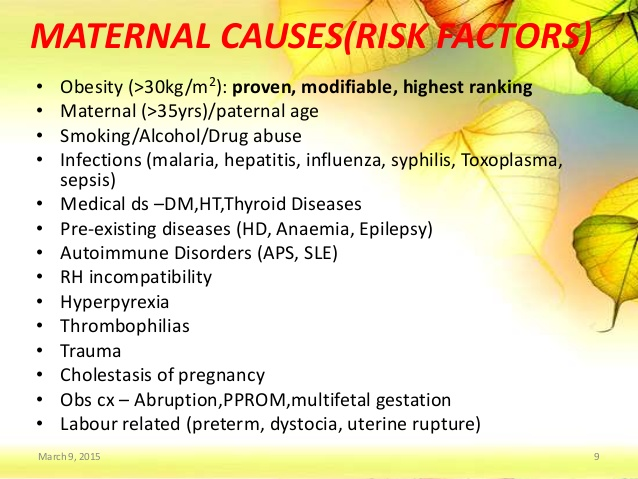 MATERNAL CAUSES(RISK FACTORS)
• Obesity (>30kg/m2): proven, modifiable, highest ranking
• Maternal (>35yrs)/paternal age
• Smoking/Alcohol/Drug abuse
• Infections (malaria, hepatitis, influenza, syphilis, Toxoplasma,
sepsis)
• Medical ds –DM,HT,Thyroid Diseases
• Pre-existing diseases (HD, Anaemia, Epilepsy)
• Autoimmune Disorders (APS, SLE)
• RH incompatibility
• Hyperpyrexia
• Thrombophilias
• Trauma
• Cholestasis of pregnancy
• Obs cx – Abruption,PPROM,multifetal gestation
• Labour related (preterm, dystocia, uterine rupture)
March 9, 2015 9